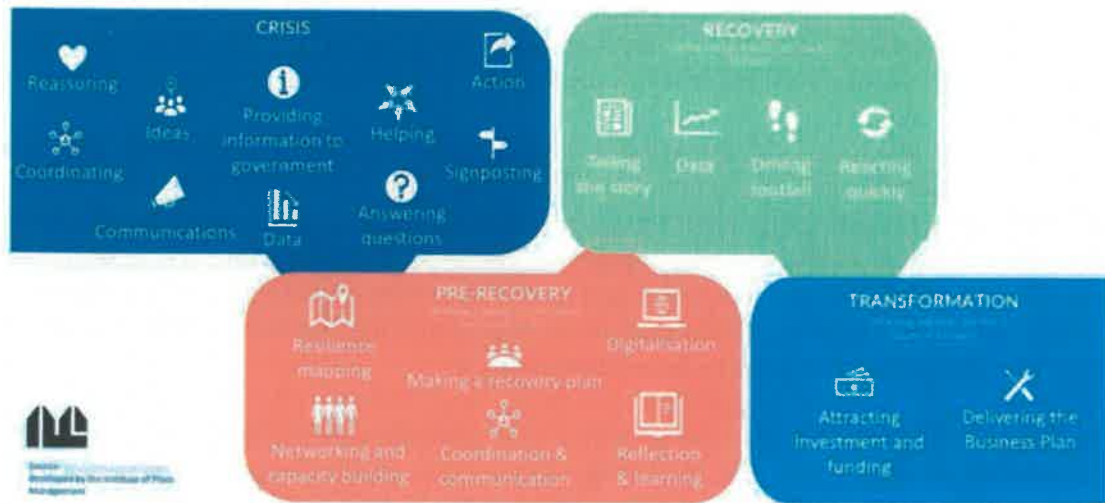 CRISIS
Reassuring
Ideas
Providing
information to
government
Helping
Action
Coordinating
Communications
Data
Answering
questions
Signposting
RECOVERY
Telling
the story
Data
Driving
footfall
Reacting
quickly
PRE-RECOVERY
Resilience
mapping
Making a recovery plan
Digitalisation
Networking and
capacity building
Coordination &
communication
Reflection
& learning
TRANSFORMATION
Attracting
Investment and
funding
Delivering the
Business Plan
Source:
Developed by the Institute of Place
Management